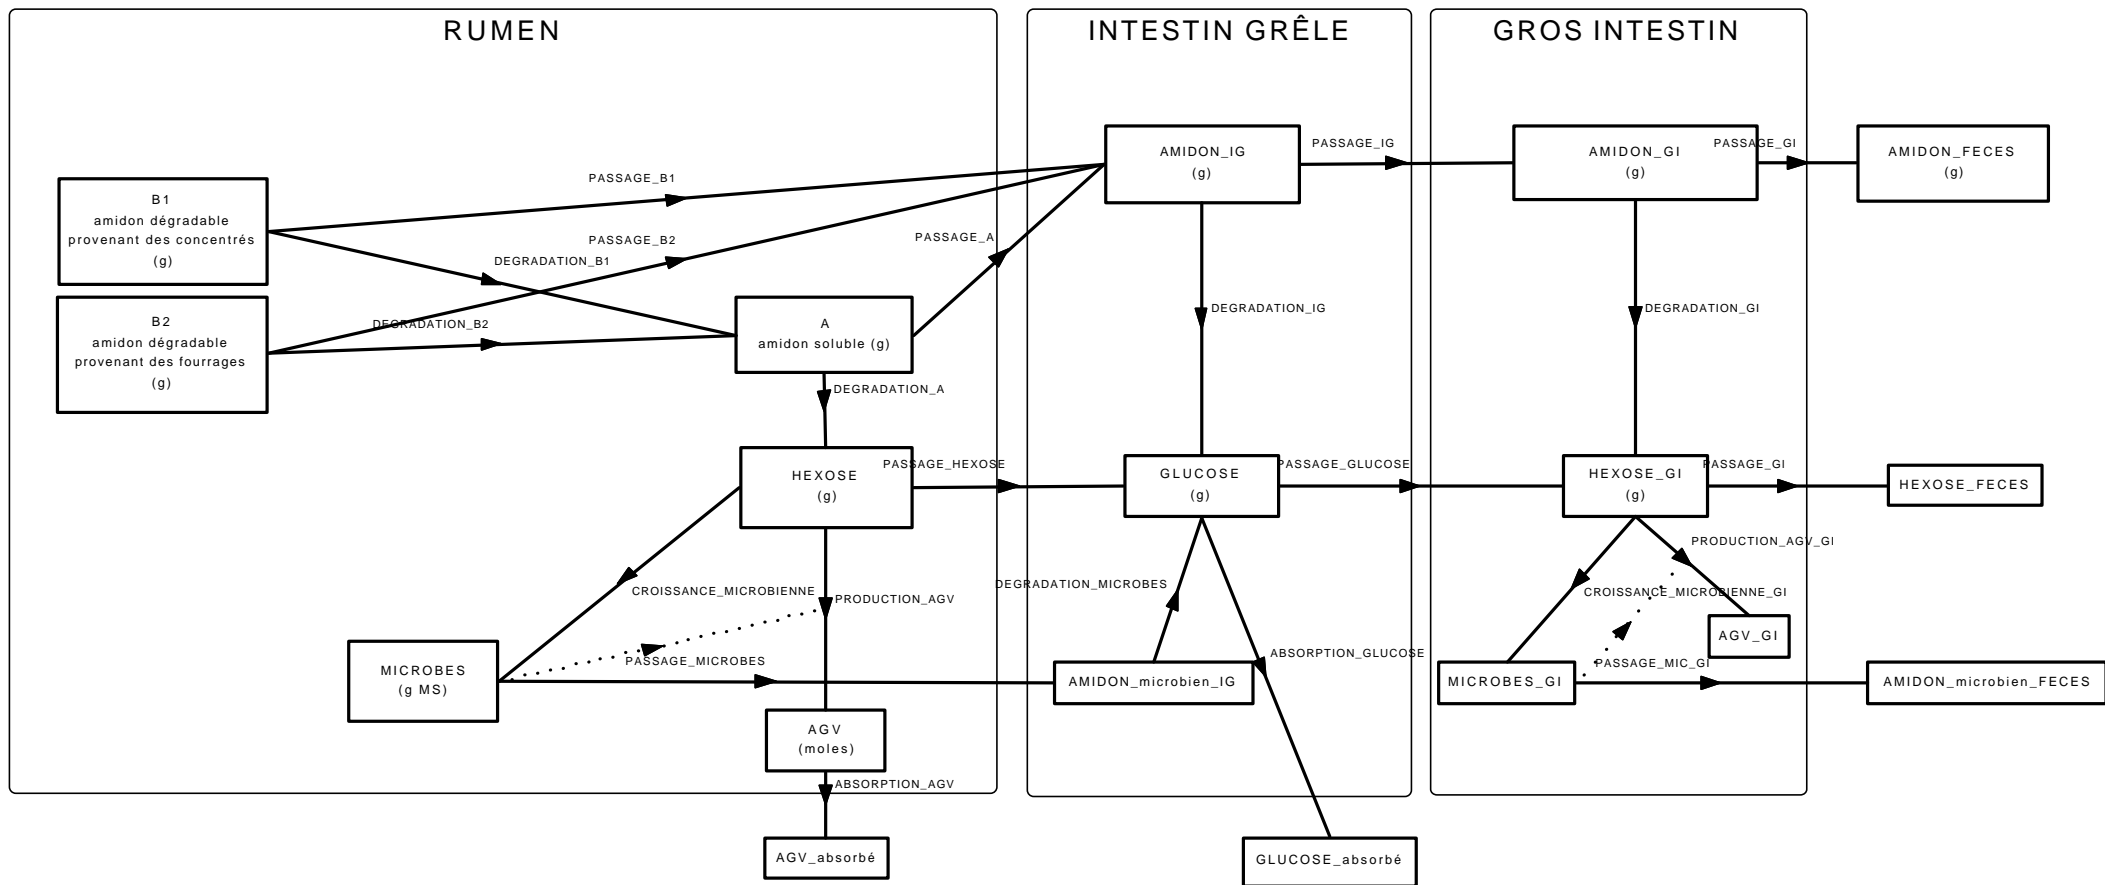 RUMEN
INTESTIN GRÊLE
GROS INTESTIN
B1
amidon dégradable
provenant des concentrés
(g)
B2
amidon dégradable
provenant des fourrages
(g)
PASSAGE_B1
PASSAGE_B2
DEGRADATION_B1
DEGRADATION_B2
PASSAGE_A
A
amidon soluble (g)
DEGRADATION_A
HEXOSE
(g)
PASSAGE_HEXOSE
CROISSANCE_MICROBIENNE
PRODUCTION_AGV
PASSAGE_MICROBES
MICROBES
(g MS)
AGV
(moles)
ABSORPTION_AGV
AGV_absorbé
AMIDON_IG
(g)
PASSAGE_IG
DEGRADATION_IG
GLUCOSE
(g)
PASSAGE_GLUCOSE
DEGRADATION_MICROBES
ABSORPTION_GLUCOSE
AMIDON_microbien_IG
GLUCOSE_absorbé
AMIDON_GI
(g)
PASSAGE_GI
AMIDON_FECES
(g)
DEGRADATION_GI
HEXOSE_GI
(g)
PASSAGE_GI
HEXOSE_FECES
PRODUCTION_AGV_GI
CROISSANCE_MICROBIENNE_GI
AGV_GI
PASSAGE_MIC_GI
MICROBES_GI
AMIDON_microbien_FECES